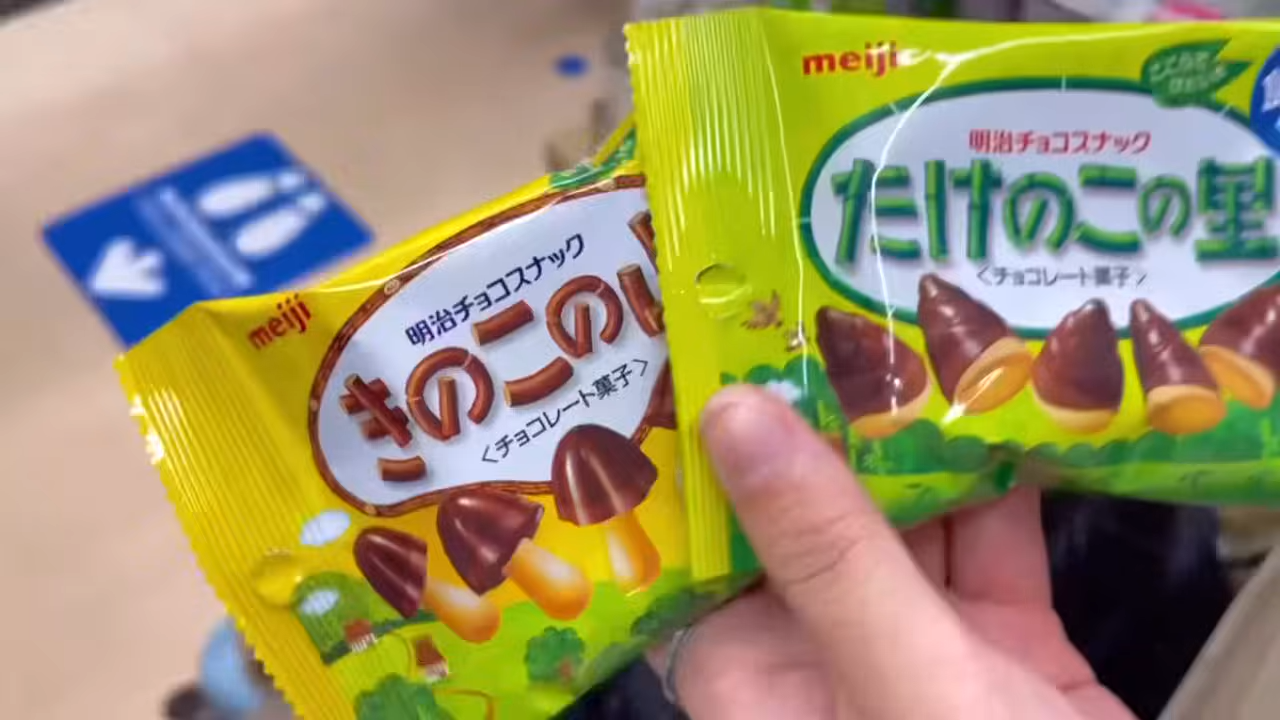 meiji
明治チョコスナック
きのこの
〈チョコレート菓子〉
meiji
明治チョコスナック
たけのこの里
〈チョコレート菓子〉